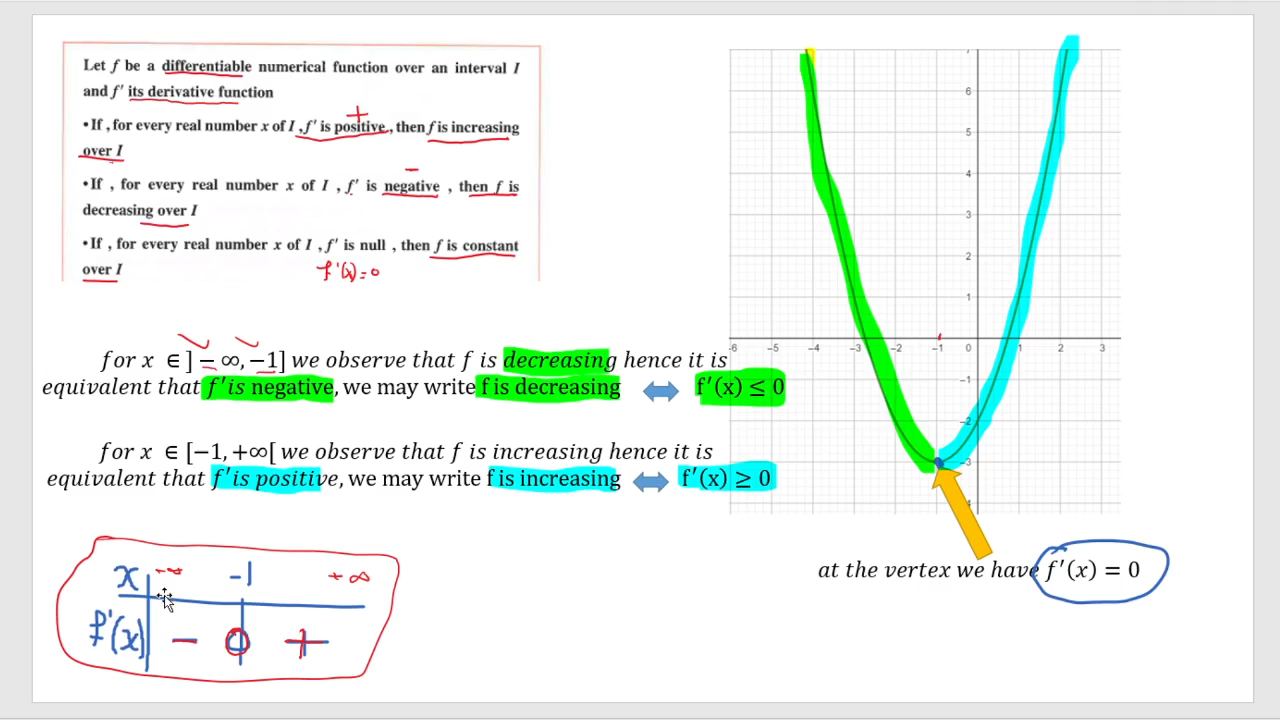 Let f be a differentiable numerical function over an interval I
and f' its derivative function
+
•If , for every real number x of I , f' is positive , then f is increasing
over I
−
•If , for every real number x of I , f' is negative , then f is
decreasing over I
•If , for every real number x of I , f' is null , then f is constant
over I
f'(x)=0
for x ∈ ] − ∞, −1] we observe that f is decreasing hence it is
equivalent that f' is negative, we may write f is decreasing ⟺ f′(x) ≤ 0
for x ∈ [−1, +∞[ we observe that f is increasing hence it is
equivalent that f' is positive, we may write f is increasing ⟺ f′(x) ≥ 0
x -∞ -1 +∞
f'(x) − 0 +
7
6
5
4
3
2
1
-6 -5 -4 -3 -2 -1 0 1 2 3
-1
-2
-3
-4
at the vertex we have f′(x) = 0